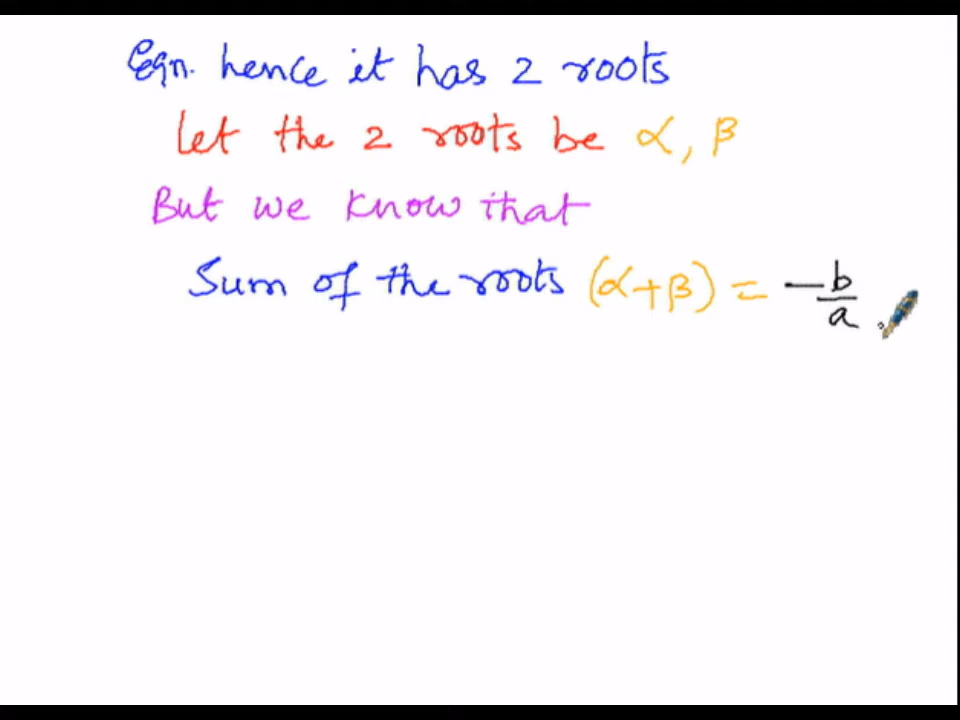 Eqn. hence it has 2 roots
Let the 2 roots be α, β
But we know that
Sum of the roots (α+β) = -b/a